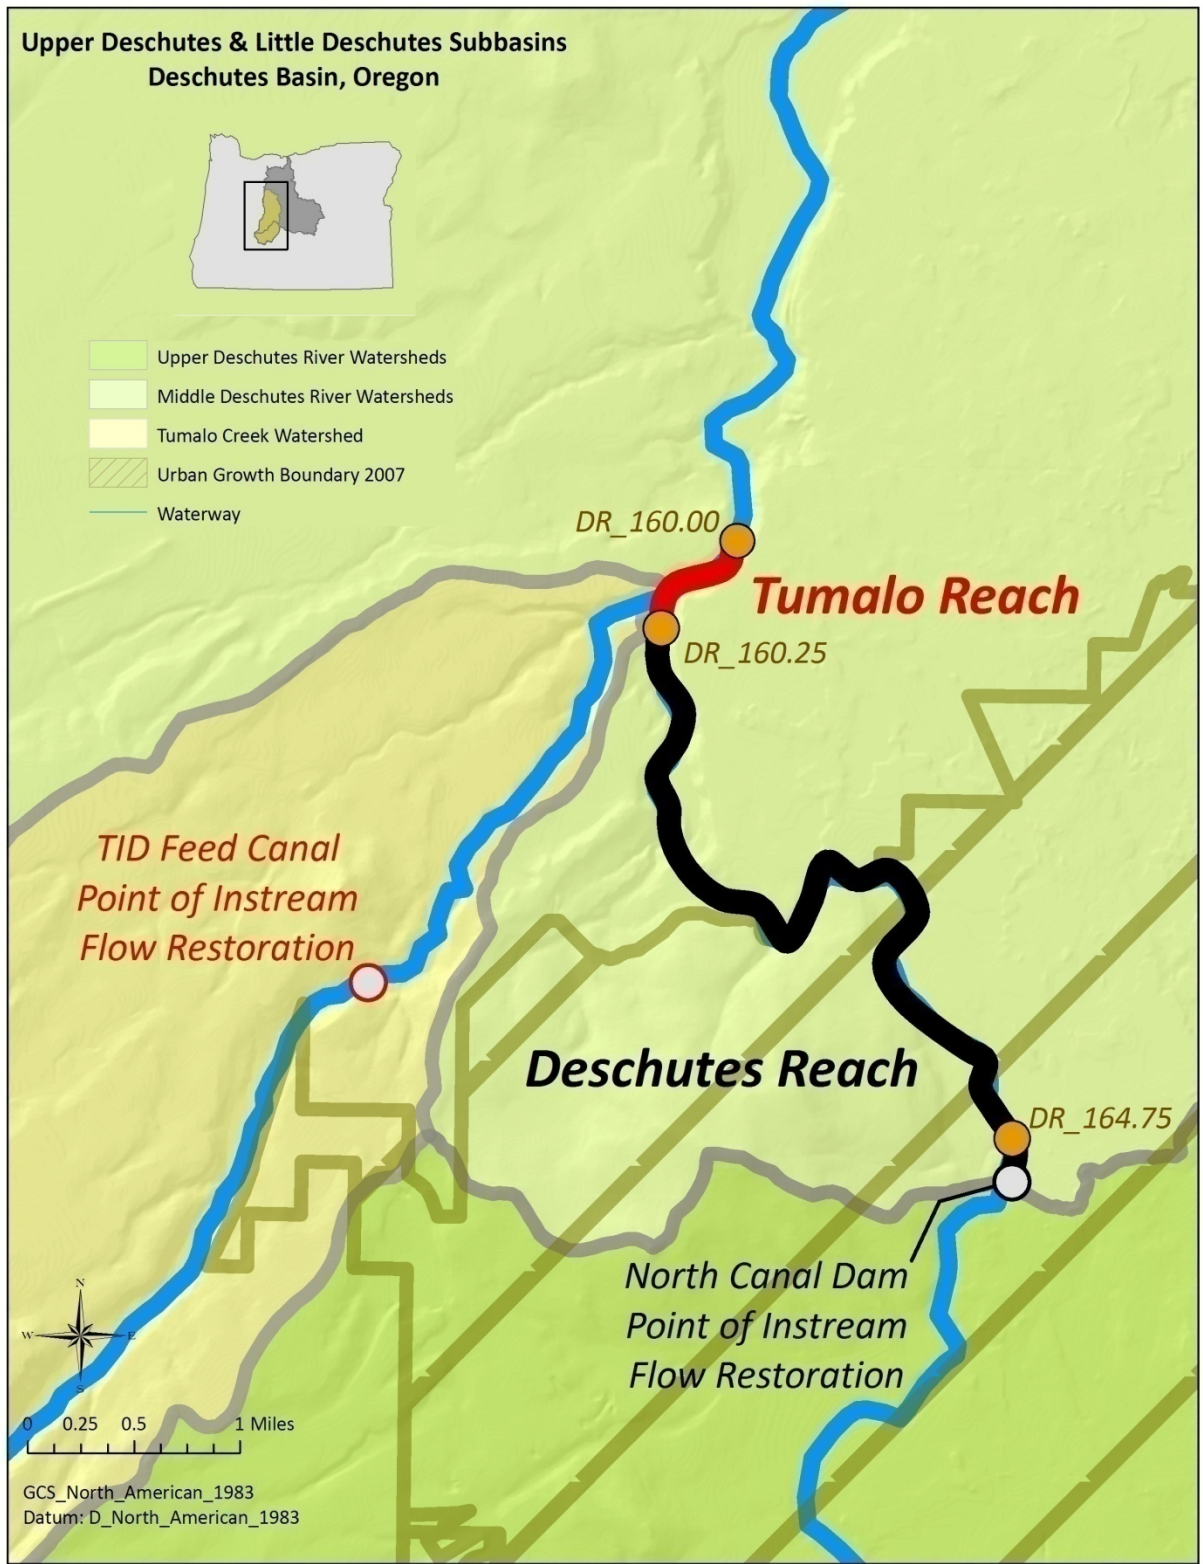 Upper Deschutes & Little Deschutes Subbasins
Deschutes Basin, Oregon
Upper Deschutes River Watersheds
Middle Deschutes River Watersheds
Tumalo Creek Watershed
Urban Growth Boundary 2007
Waterway
DR_160.00
Tumalo Reach
DR_160.25
TID Feed Canal
Point of Instream
Flow Restoration
Deschutes Reach
DR_164.75
North Canal Dam
Point of Instream
Flow Restoration
N
W E
S
0 0.25 0.5 1 Miles
GCS_North_American_1983
Datum: D_North_American_1983